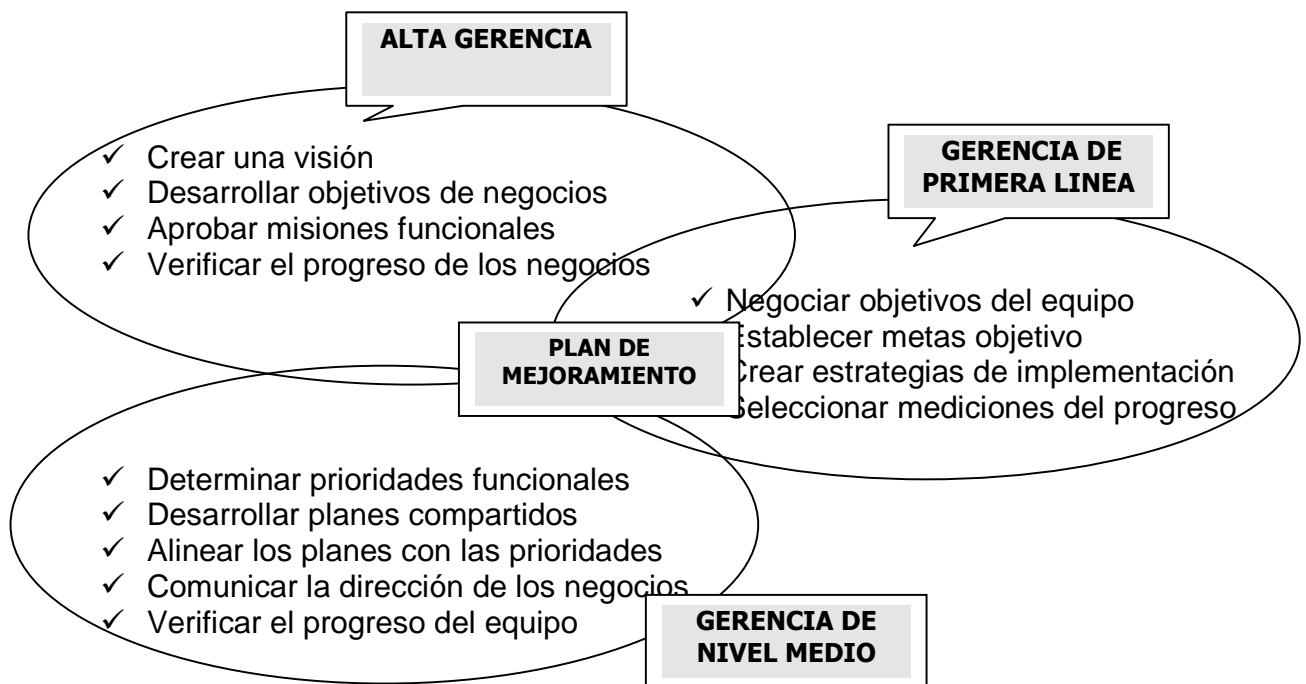 ALTA GERENCIA
✓ Crear una visión
✓ Desarrollar objetivos de negocios
✓ Aprobar misiones funcionales
✓ Verificar el progreso de los negocios
GERENCIA DE
PRIMERA LINEA
✓ Negociar objetivos del equipo
Establecer metas objetivo
Crear estrategias de implementación
Seleccionar mediciones del progreso
PLAN DE
MEJORAMIENTO
✓ Determinar prioridades funcionales
✓ Desarrollar planes compartidos
✓ Alinear los planes con las prioridades
✓ Comunicar la dirección de los negocios
✓ Verificar el progreso del equipo
GERENCIA DE
NIVEL MEDIO